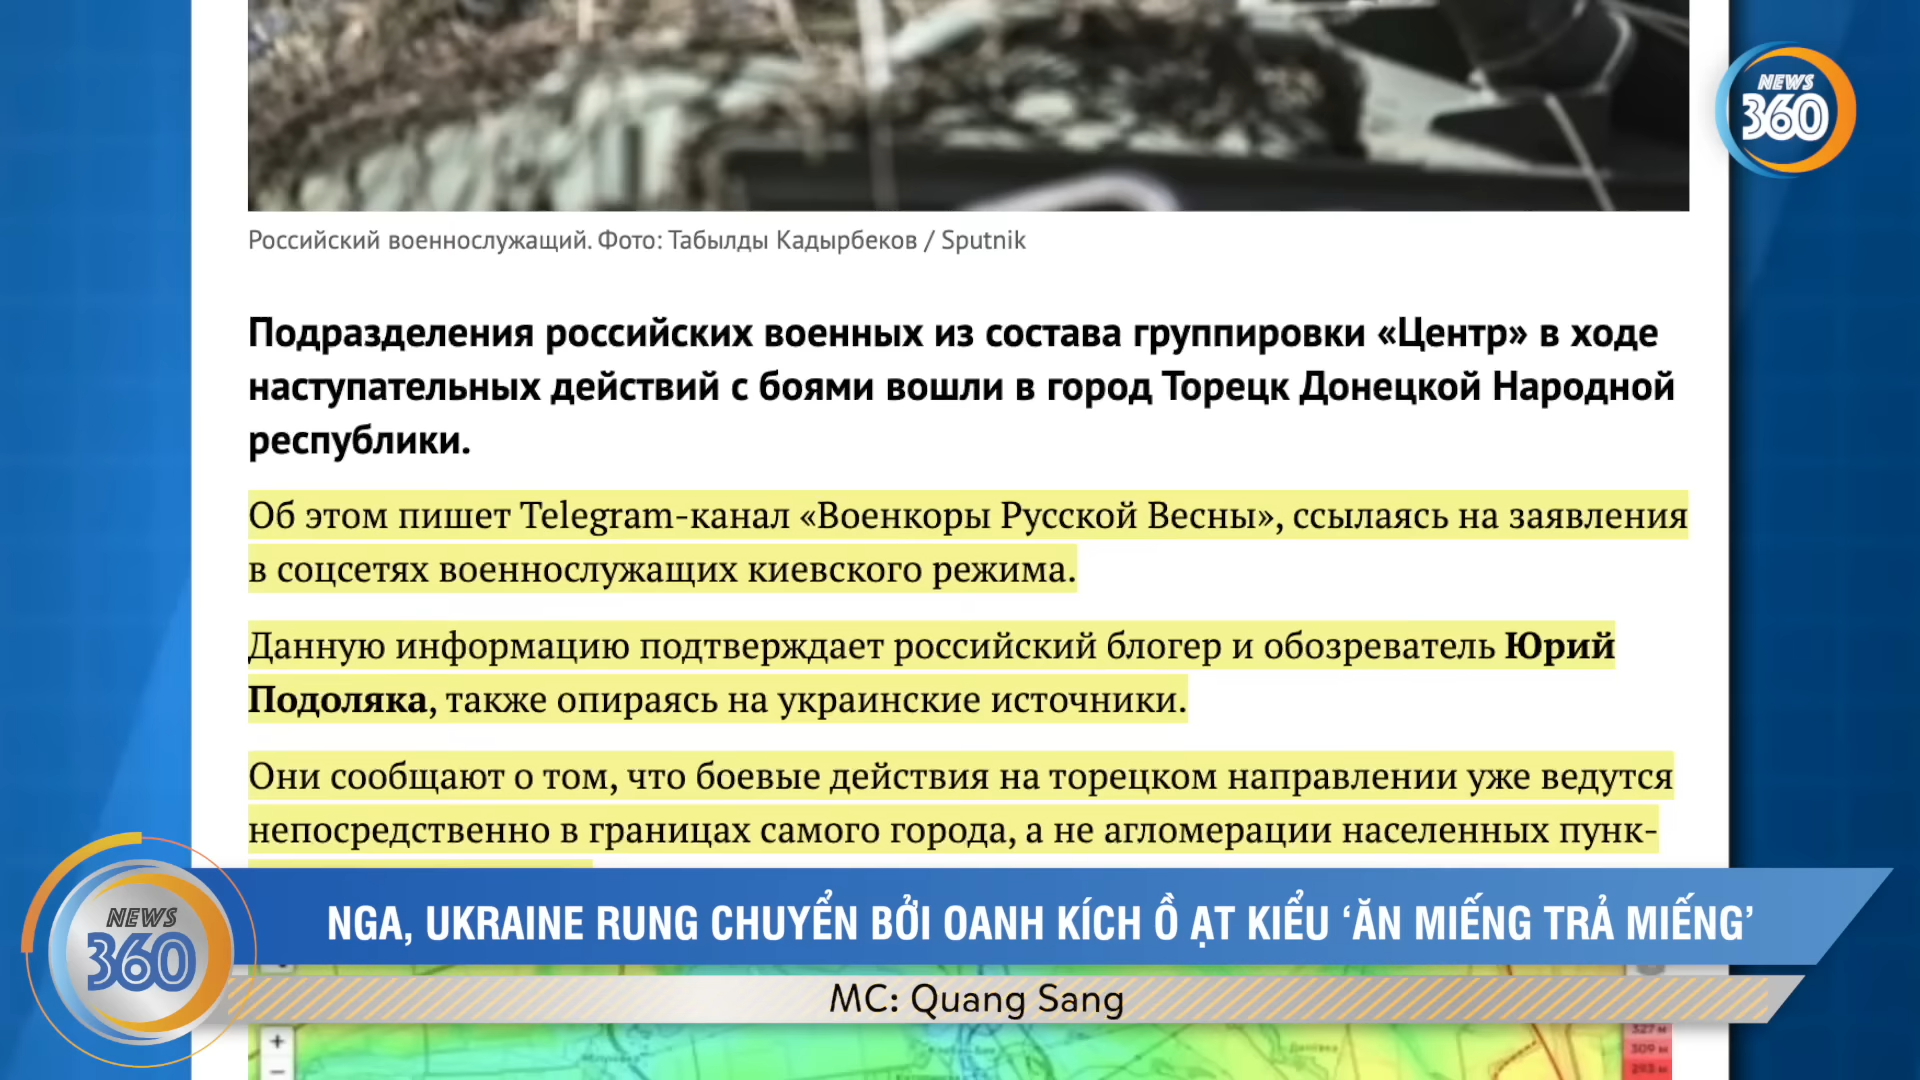 NEWS
360
Российский военнослужащий. Фото: Табылды Кадырбеков / Sputnik
Подразделения российских военных из состава группировки «Центр» в ходе
наступательных действий с боями вошли в город Торецк Донецкой Народной
республики.
Об этом пишет Telegram-канал «Военкоры Русской Весны», ссылаясь на заявления
в соцсетях военнослужащих киевского режима.
Данную информацию подтверждает российский блогер и обозреватель Юрий
Подоляка, также опираясь на украинские источники.
Они сообщают о том, что боевые действия на торецком направлении уже ведутся
непосредственно в границах самого города, а не агломерации населенных пунк-
NEWS
360
NGA, UKRAINE RUNG CHUYỂN BỞI OANH KÍCH Ồ ẠT KIỂU ‘ĂN MIẾNG TRẢ MIẾNG’
MC: Quang Sang
+
327 м
309 м
−